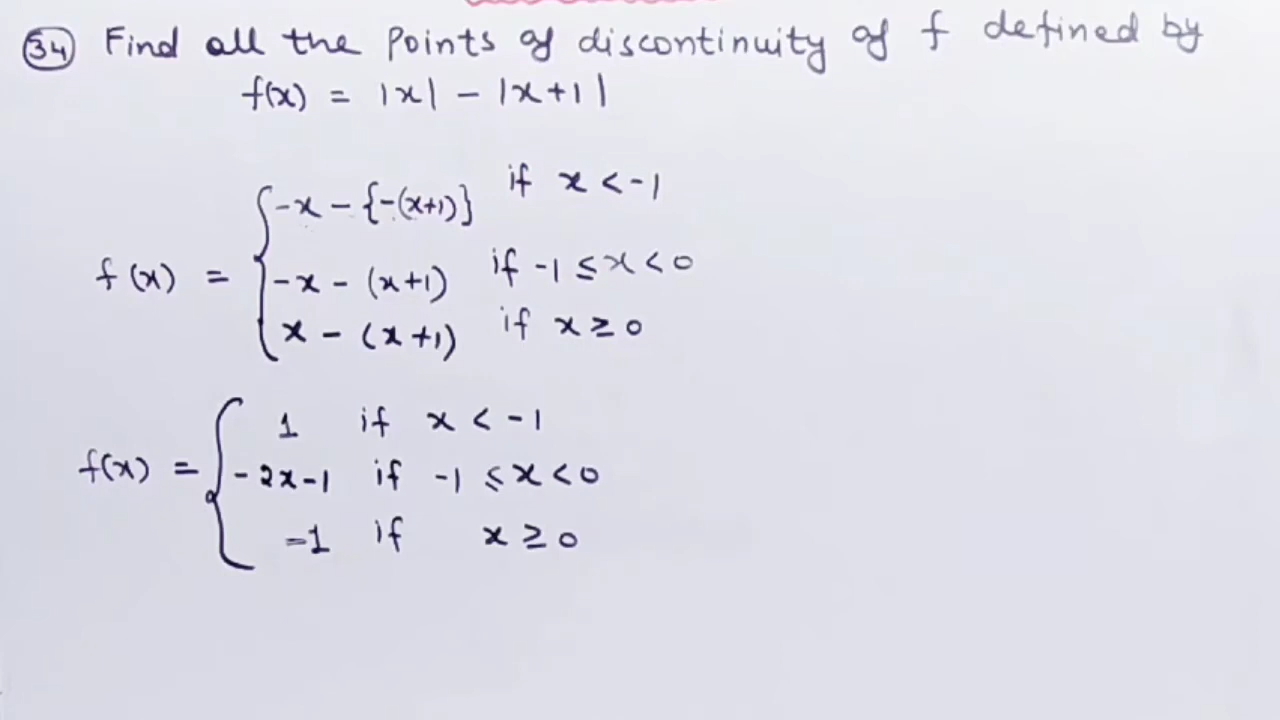 34 Find all the points of discontinuity of f defined by
f(x) = |x| - |x+1|
f(x) = { -x - {-(x+1)} if x < -1
-x - (x+1) if -1 ≤ x < 0
x - (x+1) if x ≥ 0
f(x) = { 1 if x < -1
-2x-1 if -1 ≤ x < 0
-1 if x ≥ 0